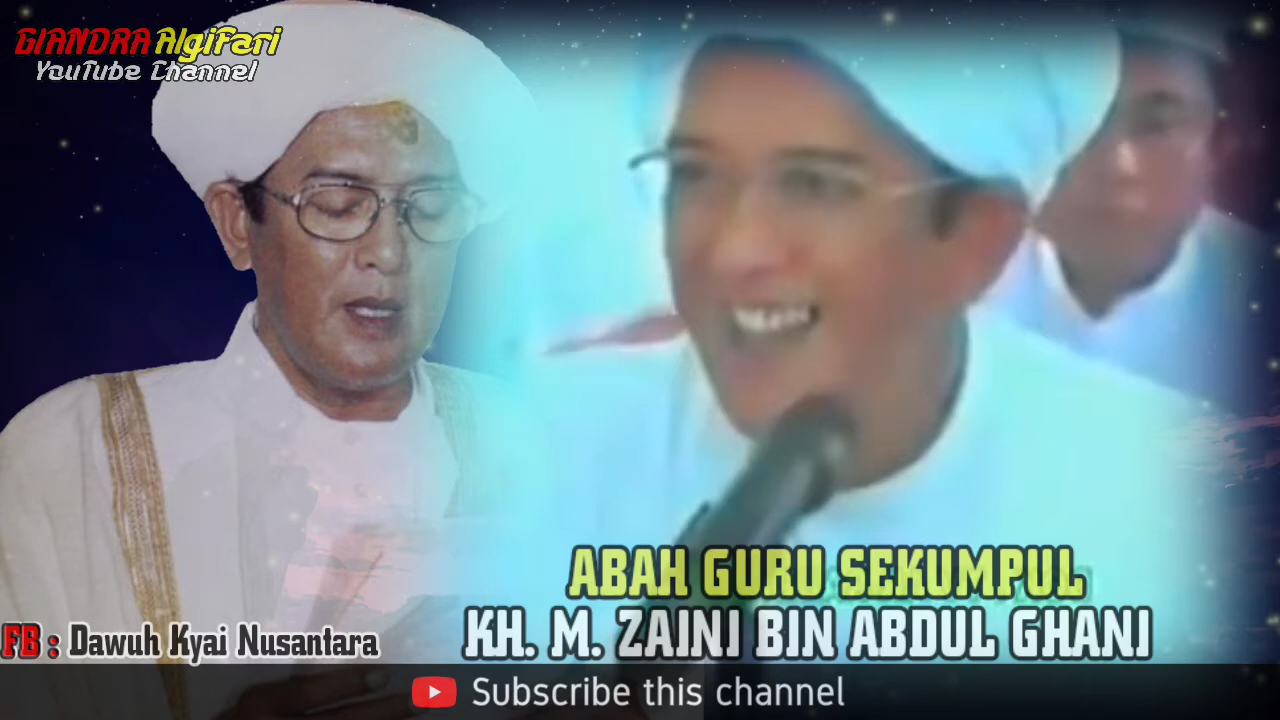 GIANDRA AlgiFari
YouTube Channel
ABAH GURU SEKUMPUL
KH. M. ZAINI BIN ABDUL GHANI
FB : Dawuh Kyai Nusantara
Subscribe this channel